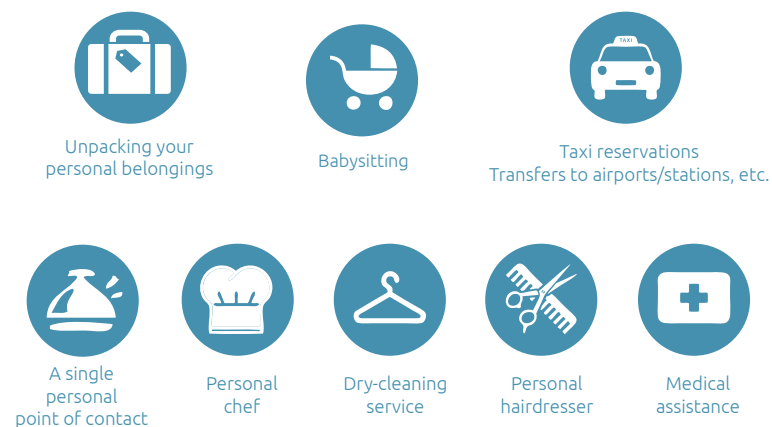 TAXI
Unpacking your
personal belongings
Babysitting
Taxi reservations
Transfers to airports/stations, etc.
A single
personal
point of contact
Personal
chef
Dry-cleaning
service
Personal
hairdresser
Medical
assistance